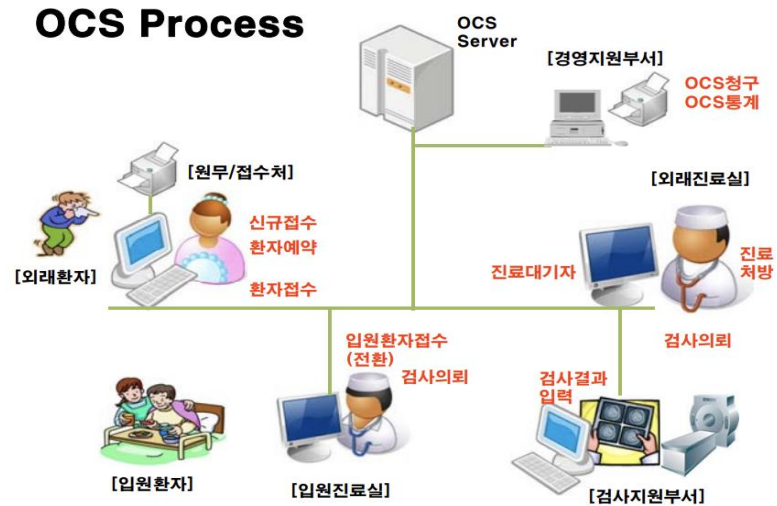 OCS Process
OCS
Server
[경영지원부서]
OCS청구
OCS통계
[원무/접수처]
신규접수
환자예약
환자접수
[외래환자]
[외래진료실]
진료대기자
진료
처방
입원환자접수
(전환)
검사의뢰
검사의뢰
검사결과
입력
[입원환자]
[입원진료실]
[검사지원부서]